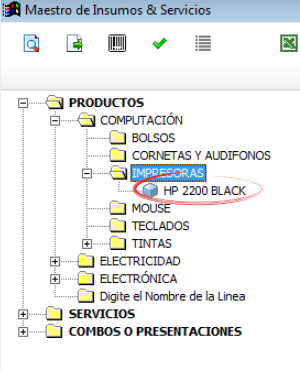 Maestro de Insumos & Servicios
PRODUCTOS
COMPUTACIÓN
BOLSOS
CORNETAS Y AUDIFONOS
IMPRESORAS
HP 2200 BLACK
MOUSE
TECLADOS
TINTAS
ELECTRICIDAD
ELECTRÓNICA
Digite el Nombre de la Linea
SERVICIOS
COMBOS O PRESENTACIONES